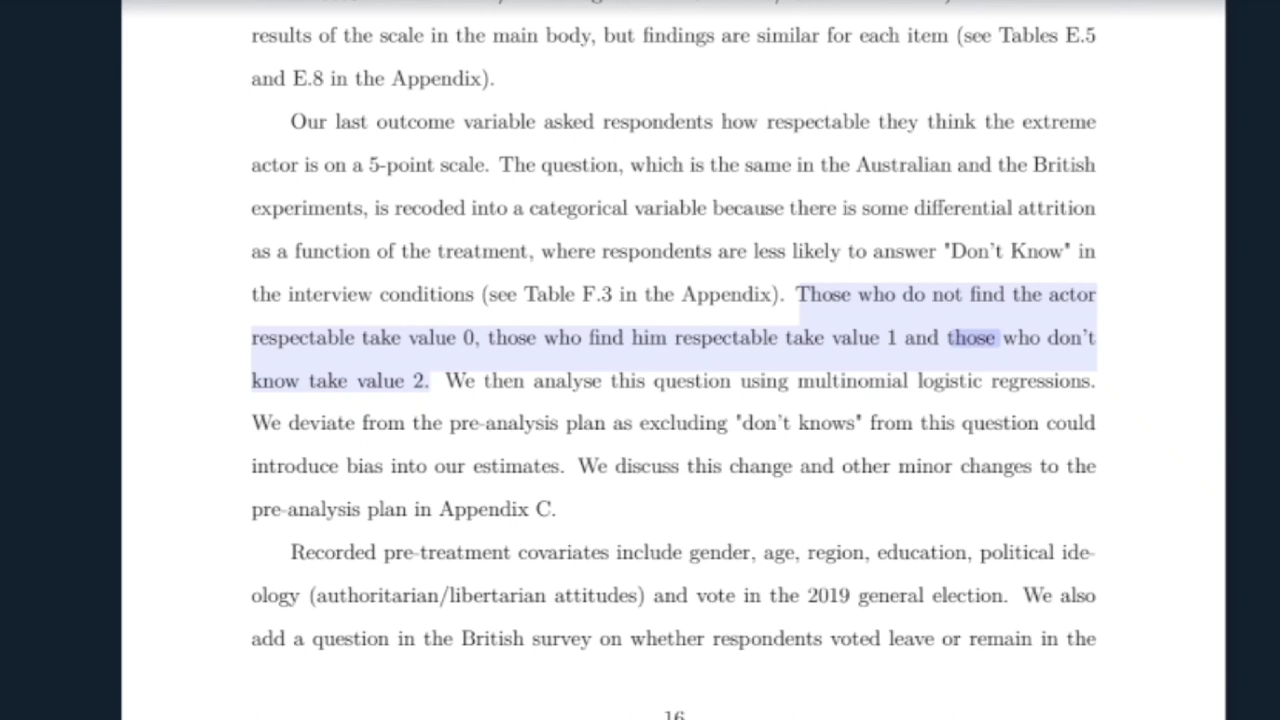 results of the scale in the main body, but findings are similar for each item (see Tables E.5
and E.8 in the Appendix).
Our last outcome variable asked respondents how respectable they think the extreme
actor is on a 5-point scale. The question, which is the same in the Australian and the British
experiments, is recoded into a categorical variable because there is some differential attrition
as a function of the treatment, where respondents are less likely to answer "Don't Know" in
the interview conditions (see Table F.3 in the Appendix). Those who do not find the actor
respectable take value 0, those who find him respectable take value 1 and those who don't
know take value 2. We then analyse this question using multinomial logistic regressions.
We deviate from the pre-analysis plan as excluding "don't knows" from this question could
introduce bias into our estimates. We discuss this change and other minor changes to the
pre-analysis plan in Appendix C.
Recorded pre-treatment covariates include gender, age, region, education, political ide-
ology (authoritarian/libertarian attitudes) and vote in the 2019 general election. We also
add a question in the British survey on whether respondents voted leave or remain in the
16